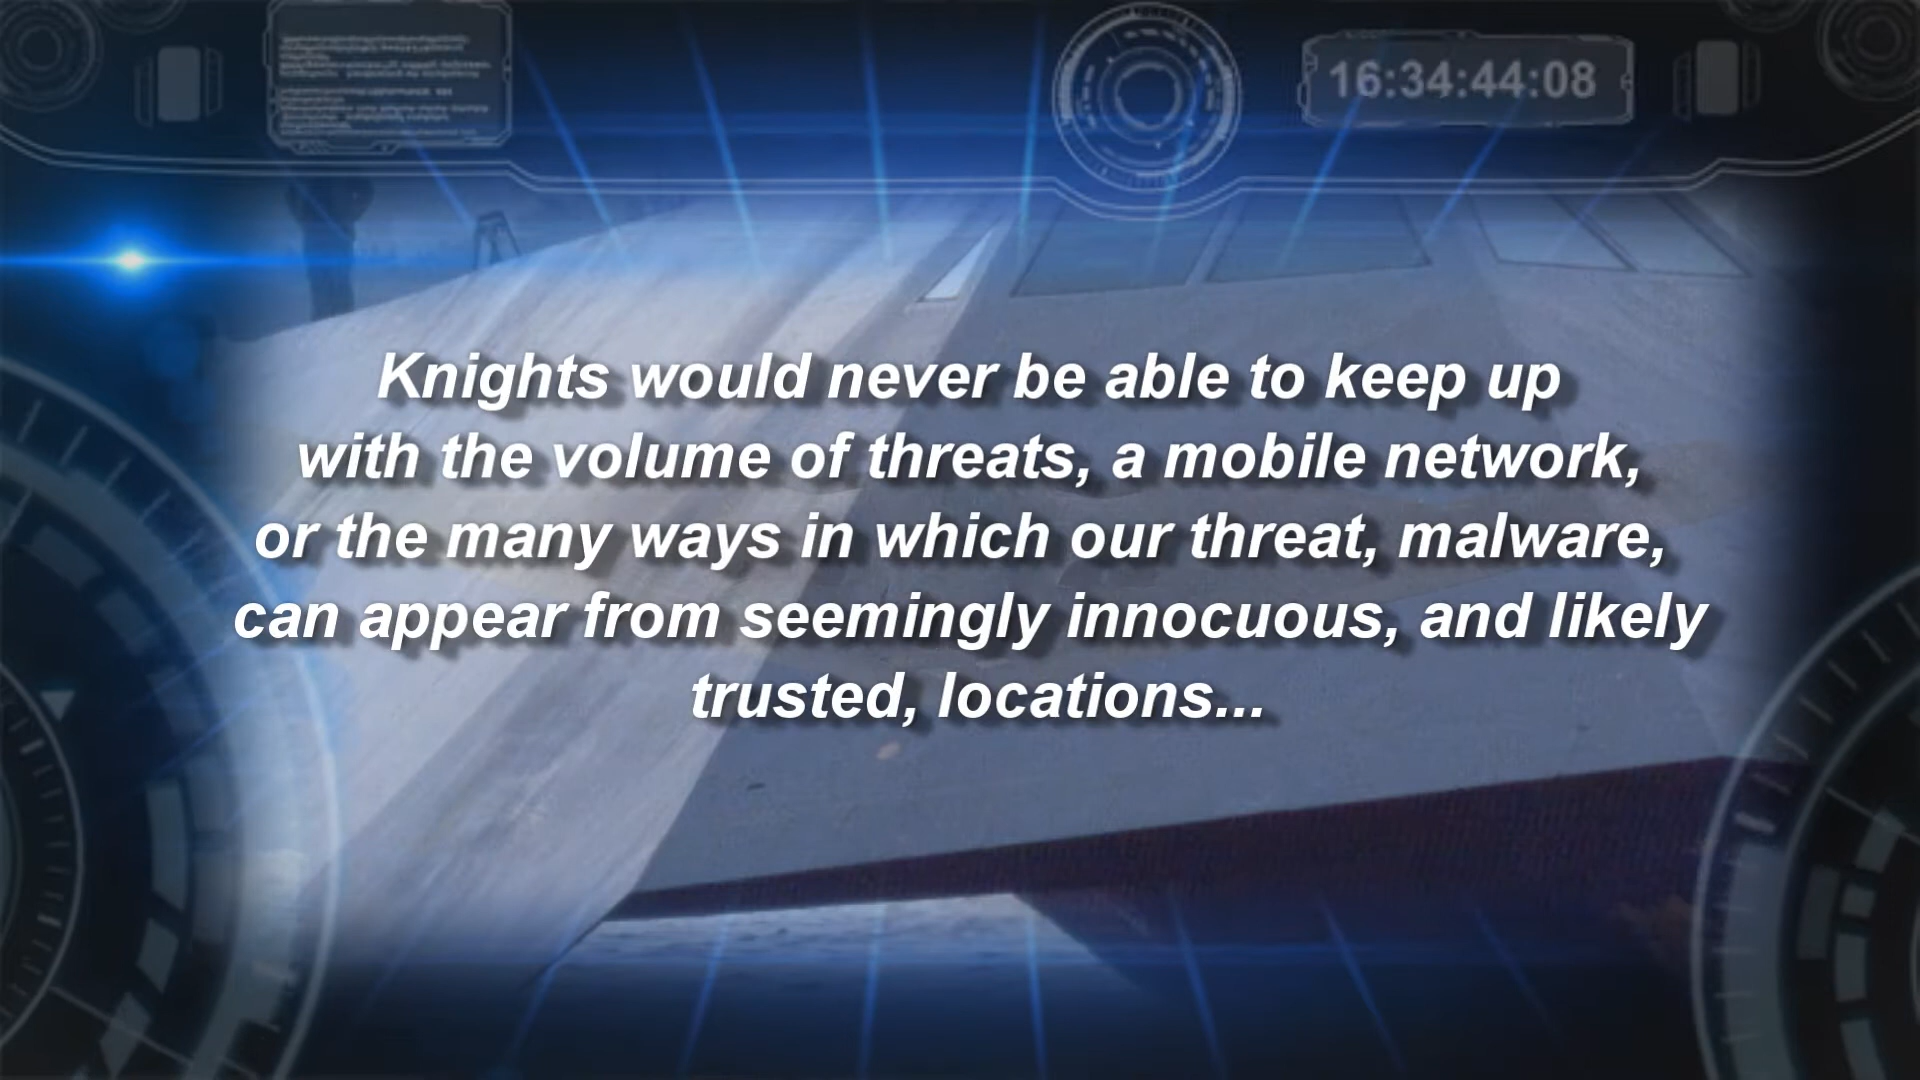 16:34:44:08
Knights would never be able to keep up
with the volume of threats, a mobile network,
or the many ways in which our threat, malware,
can appear from seemingly innocuous, and likely
trusted, locations...